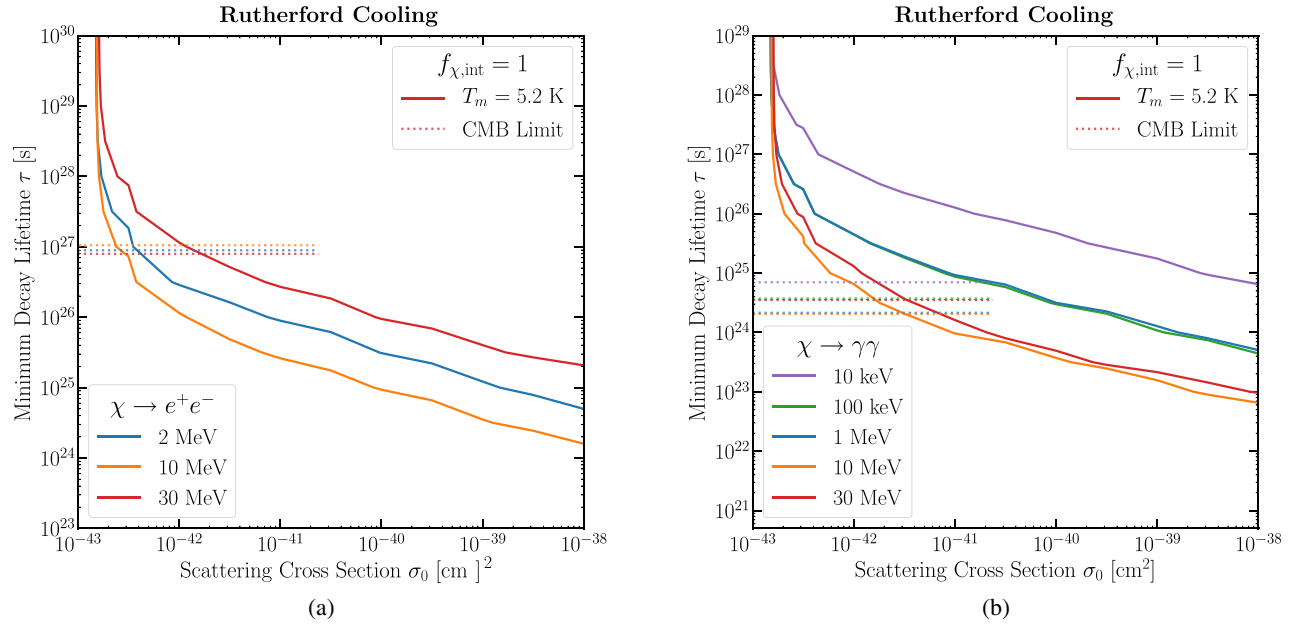 Rutherford Cooling
Minimum Decay Lifetime τ [s]
10^30
10^29
10^28
10^27
10^26
10^25
10^24
10^23
f_χ,int = 1
T_m = 5.2 K
CMB Limit
χ → e⁺e⁻
2 MeV
10 MeV
30 MeV
10^−43 10^−42 10^−41 10^−40 10^−39 10^−38
Scattering Cross Section σ₀ [cm ]²
(a)
Rutherford Cooling
Minimum Decay Lifetime τ [s]
10^29
10^28
10^27
10^26
10^25
10^24
10^23
10^22
10^21
f_χ,int = 1
T_m = 5.2 K
CMB Limit
χ → γγ
10 keV
100 keV
1 MeV
10 MeV
30 MeV
10^−43 10^−42 10^−41 10^−40 10^−39 10^−38
Scattering Cross Section σ₀ [cm²]
(b)